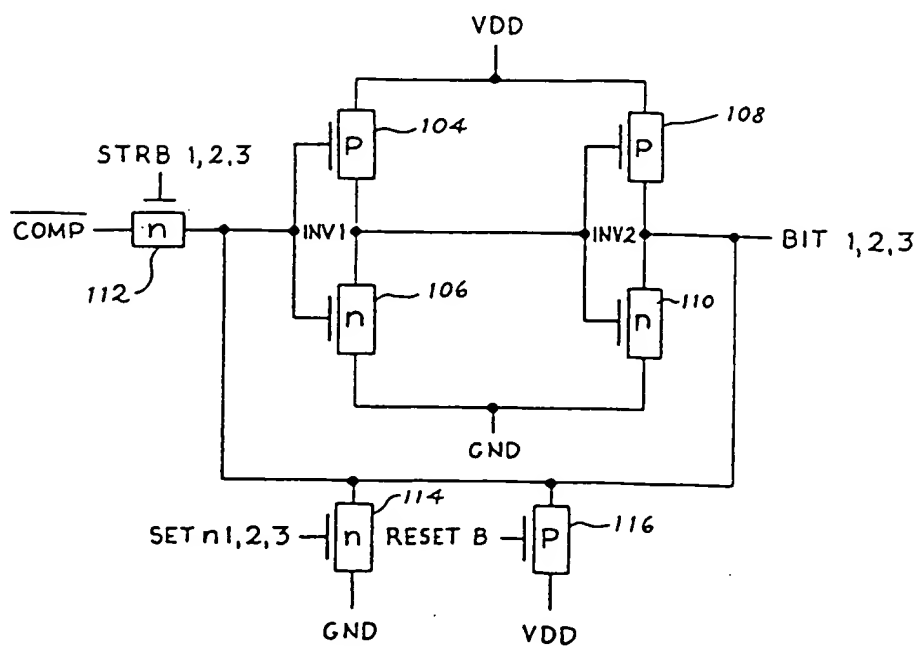 VDD
104
108
P
P
STRB 1,2,3
COMP
n
INV1
INV2
BIT 1,2,3
112
106
110
n
n
GND
114
116
SET n1,2,3
n
RESET B
P
GND
VDD